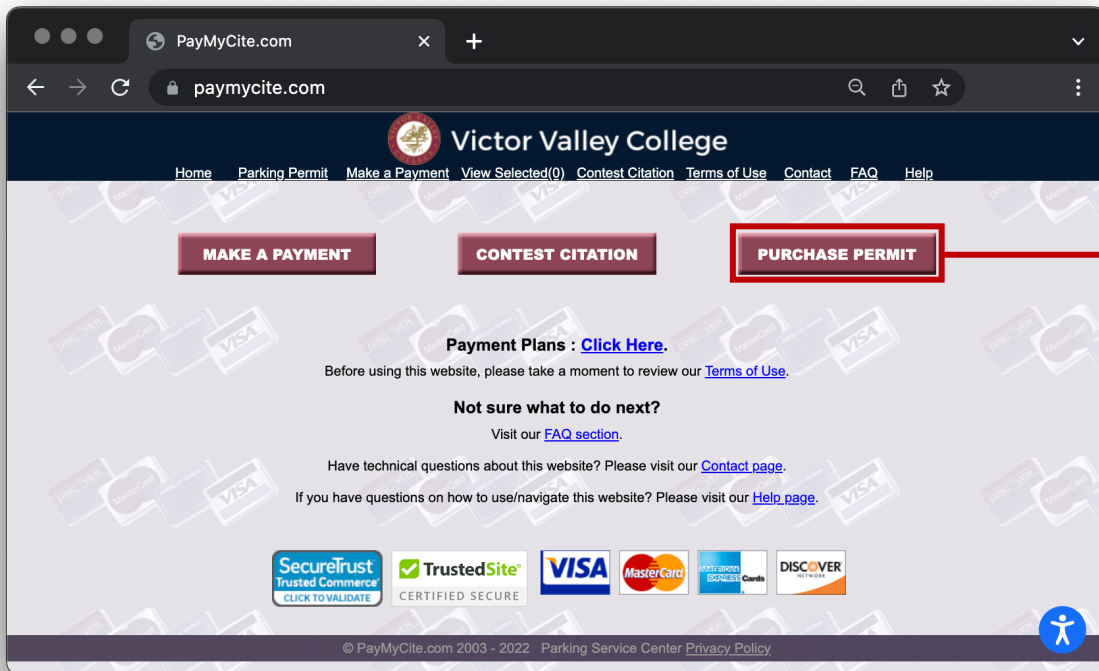 PayMyCite.com
paymycite.com
Victor Valley College
Home Parking Permit Make a Payment View Selected(0) Contest Citation Terms of Use Contact FAQ Help
MAKE A PAYMENT CONTEST CITATION PURCHASE PERMIT
Payment Plans : Click Here.
Before using this website, please take a moment to review our Terms of Use.
Not sure what to do next?
Visit our FAQ section.
Have technical questions about this website? Please visit our Contact page.
If you have questions on how to use/navigate this website? Please visit our Help page.
SecureTrust
Trusted Commerce
CLICK TO VALIDATE
TrustedSite
CERTIFIED SECURE
VISA
MasterCard
AMERICAN EXPRESS Cards
DISCOVER
NETWORK
© PayMyCite.com 2003 - 2022 Parking Service Center Privacy Policy